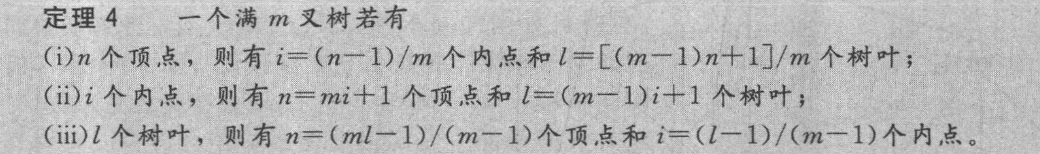 定理 4 一个满 m 叉树若有
(i)n 个顶点，则有 i=(n-1)/m 个内点和 l=[(m-1)n+1]/m 个树叶；
(ii)i 个内点，则有 n=mi+1 个顶点和 l=(m-1)i+1 个树叶；
(iii)l 个树叶，则有 n=(ml-1)/(m-1)个顶点和 i=(l-1)/(m-1)个内点。